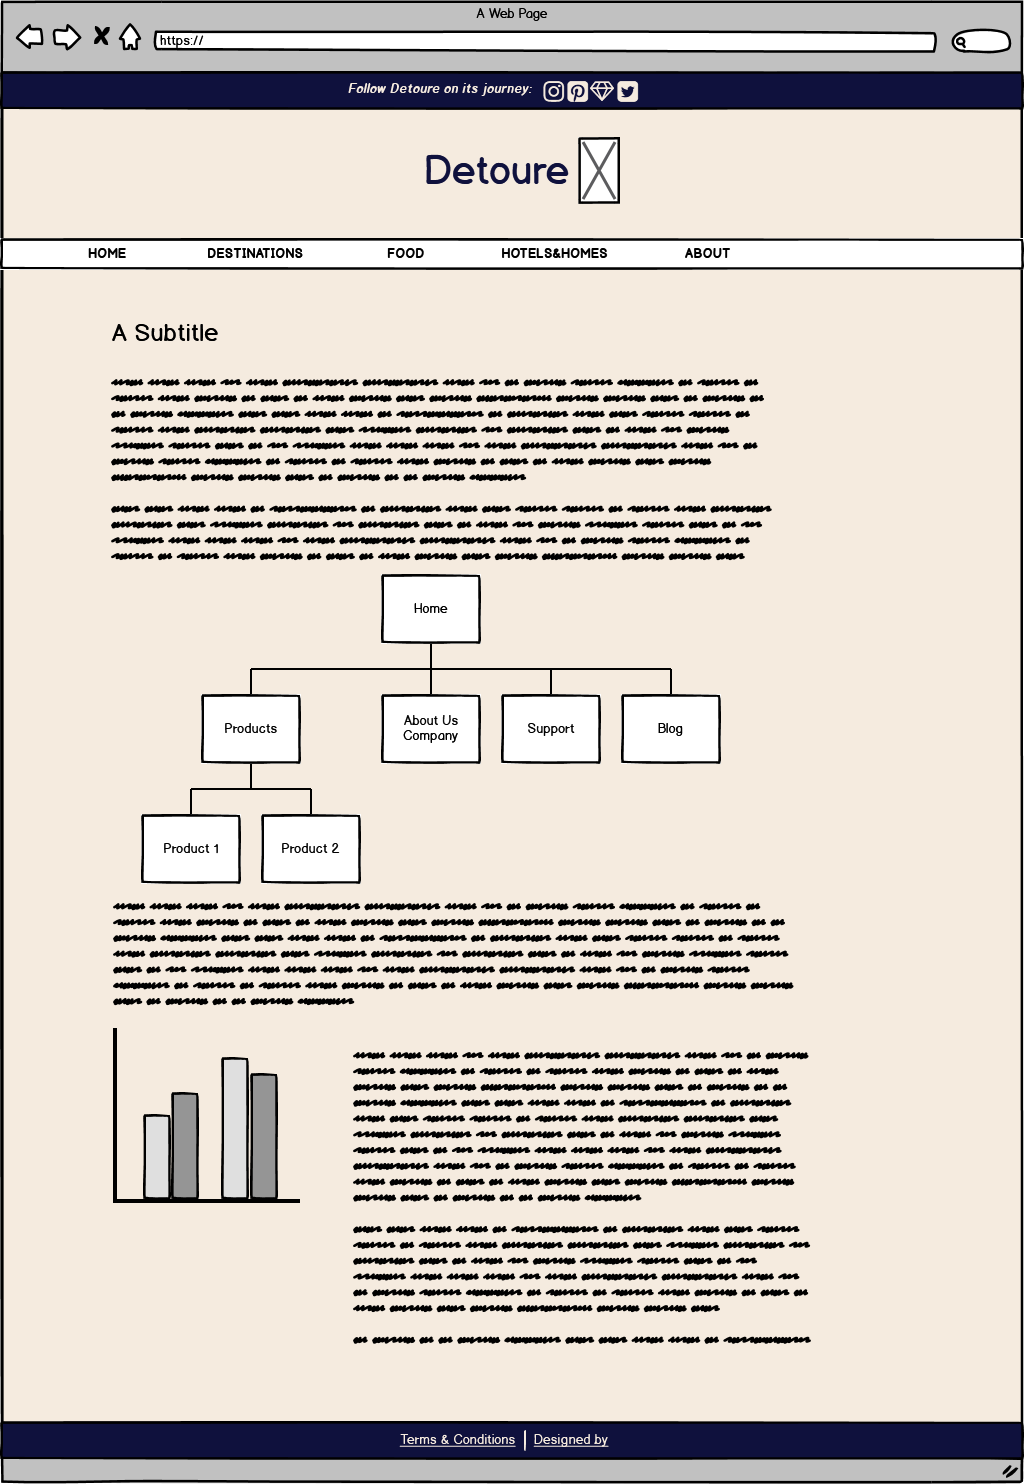 A Web Page
https://
Follow Detoure on its journey:
Detoure
HOME DESTINATIONS FOOD HOTELS&HOMES ABOUT
A Subtitle
Home
Products
About Us
Company
Support
Blog
Product 1
Product 2
Terms & Conditions
Designed by